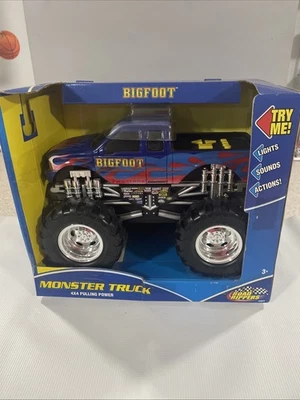 BIGFOOT
TRY
ME!
LIGHTS
SOUNDS
ACTIONS!
BIGFOOT
MONSTER TRUCK
4X4 PULLING POWER
3+
ROAD
RIPPERS